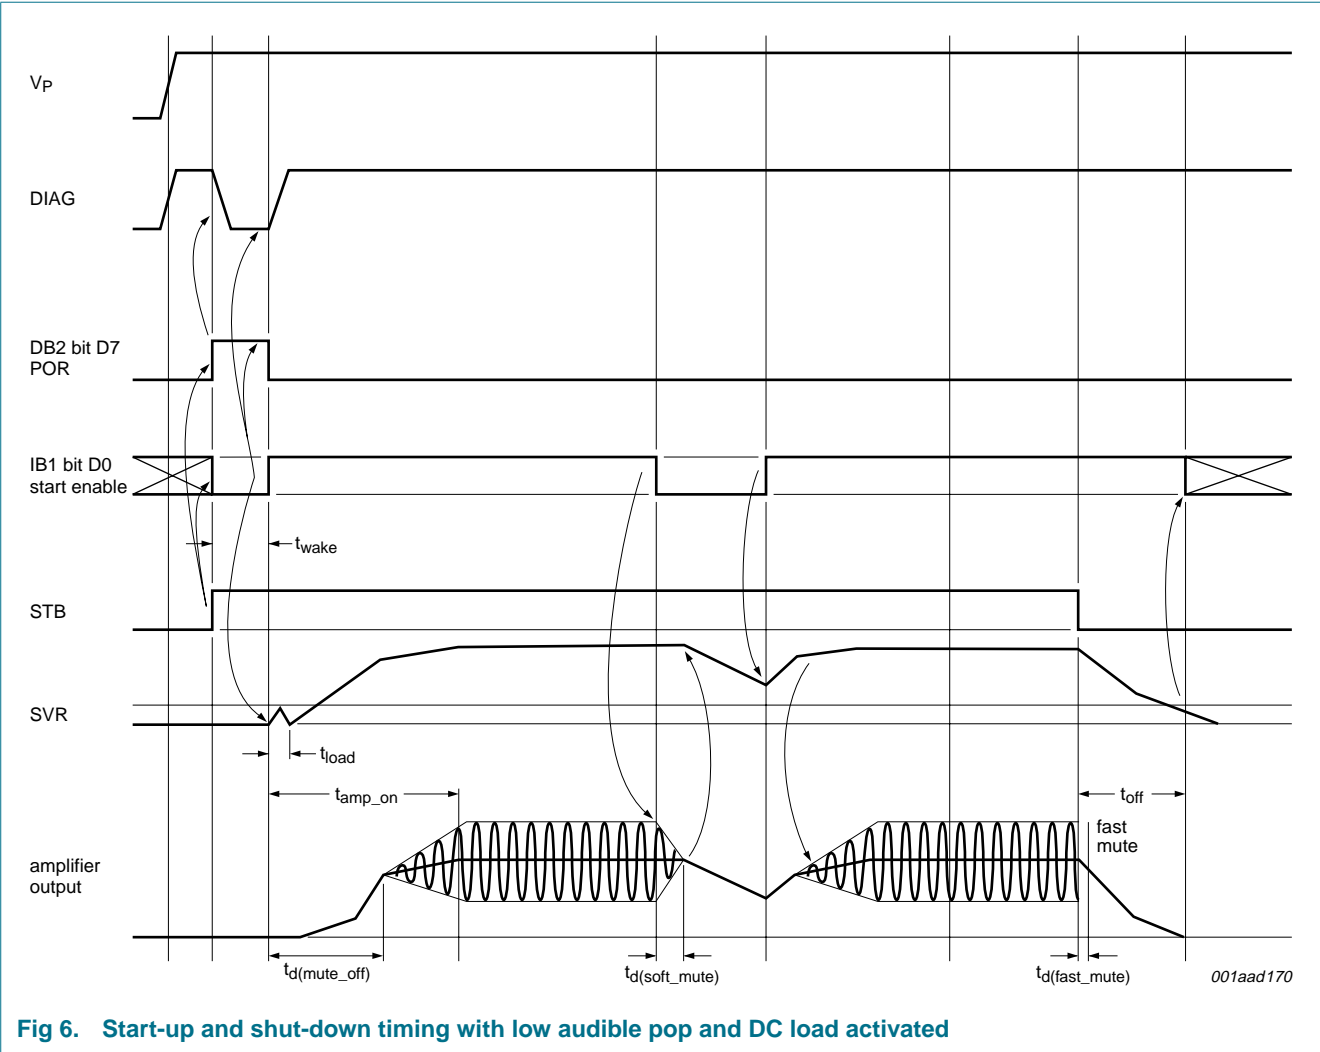 VP
DIAG
DB2 bit D7
POR
IB1 bit D0
start enable
twake
STB
SVR
tload
tamp_on
toff
fast
mute
amplifier
output
td(mute_off)
td(soft_mute)
td(fast_mute)
001aad170
Fig 6. Start-up and shut-down timing with low audible pop and DC load activated